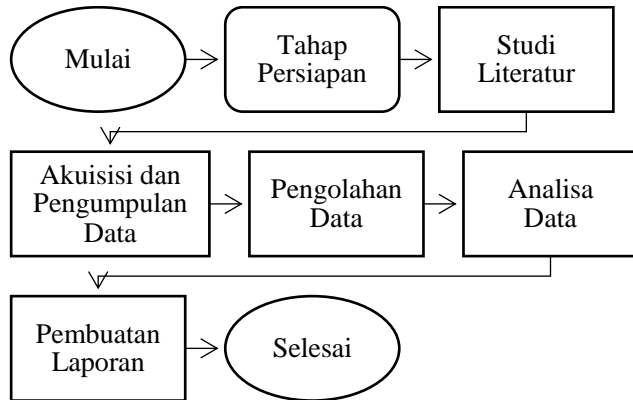 Mulai
Tahap
Persiapan
Studi
Literatur
Akuisisi dan
Pengumpulan
Data
Pengolahan
Data
Analisa
Data
Pembuatan
Laporan
Selesai